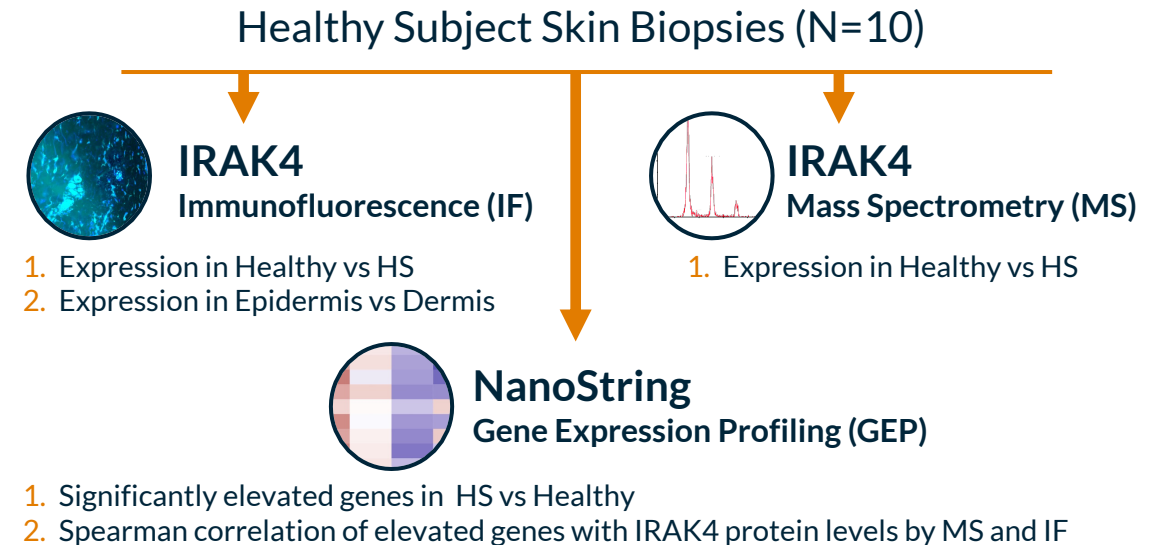 Healthy Subject Skin Biopsies (N=10)
IRAK4
Immunofluorescence (IF)
1. Expression in Healthy vs HS
2. Expression in Epidermis vs Dermis
IRAK4
Mass Spectrometry (MS)
1. Expression in Healthy vs HS
NanoString
Gene Expression Profiling (GEP)
1. Significantly elevated genes in HS vs Healthy
2. Spearman correlation of elevated genes with IRAK4 protein levels by MS and IF